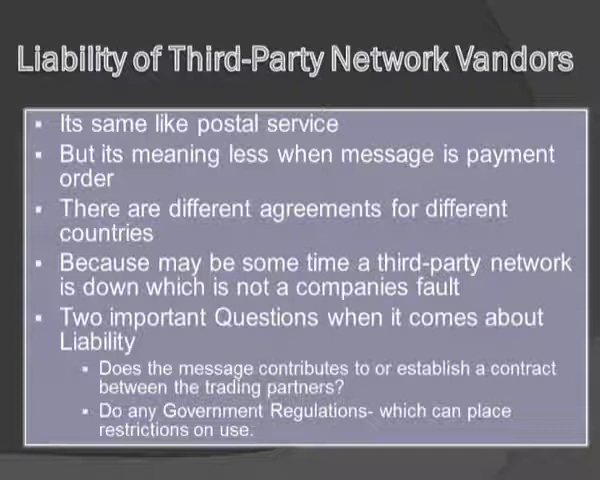 Liability of Third-Party Network Vandors
▪ Its same like postal service
▪ But its meaning less when message is payment
order
▪ There are different agreements for different
countries
▪ Because may be some time a third-party network
is down which is not a companies fault
▪ Two important Questions when it comes about
Liability
▪ Does the message contributes to or establish a contract
between the trading partners?
▪ Do any Government Regulations- which can place
restrictions on use.